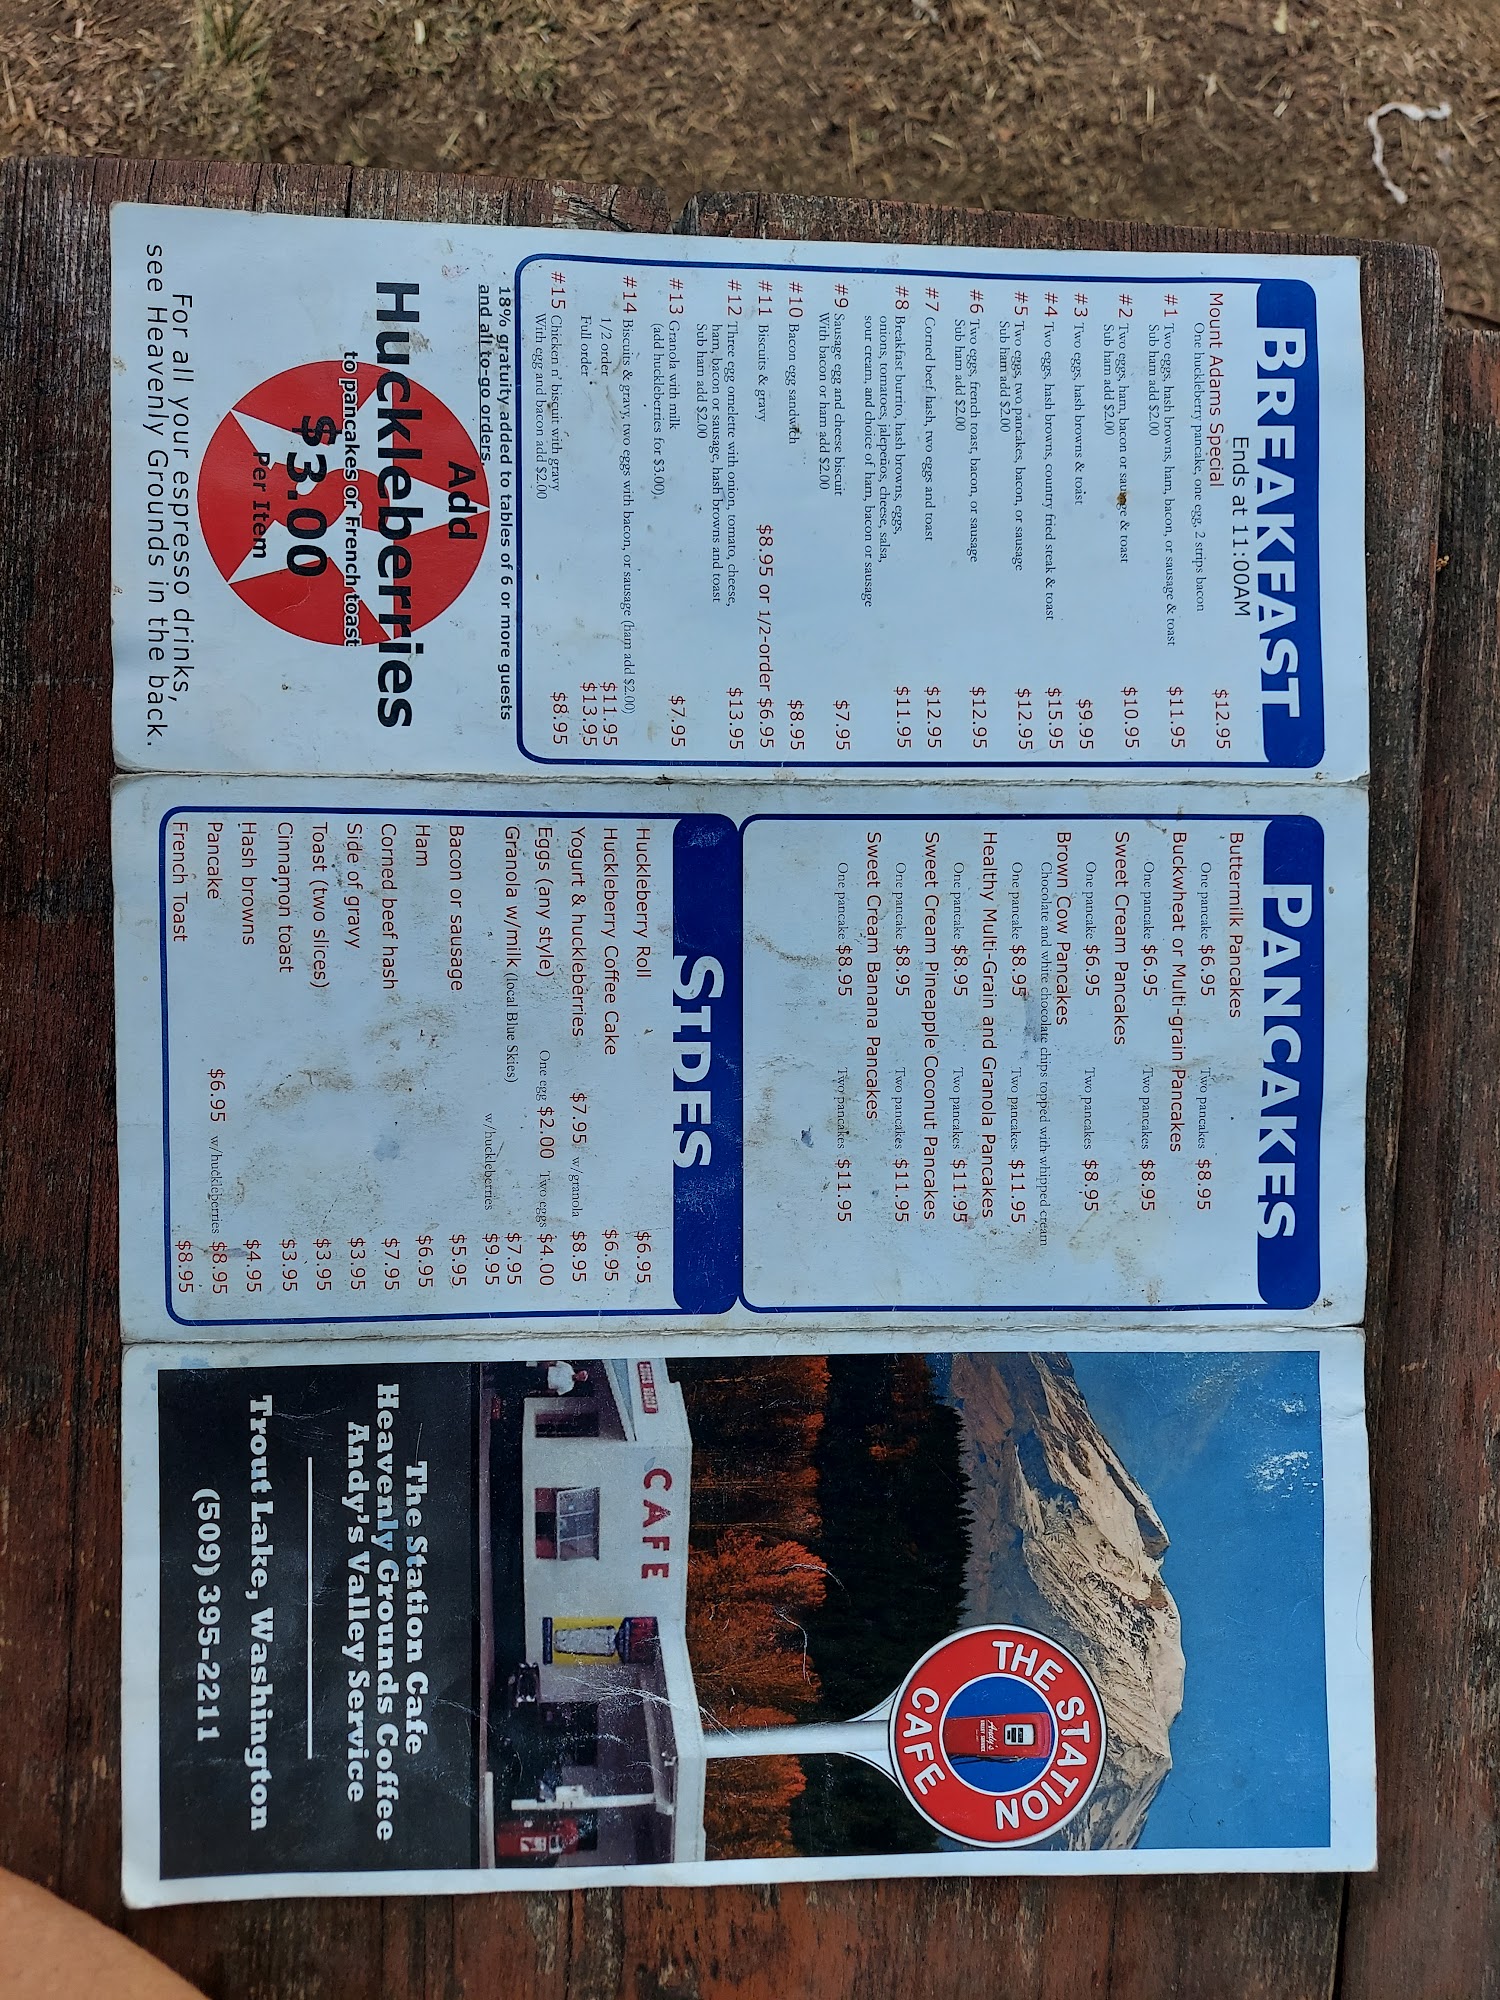 BREAKFAST
Ends at 11:00AM
Mount Adams Special $12.95
One huckleberry pancake, one egg, 2 strips bacon
#1 Two eggs, hash browns, ham, bacon, or sausage & toast $11.95
Sub ham add $2.00
#2 Two eggs, ham, bacon or sausage & toast $10.95
Sub ham add $2.00
#3 Two eggs, hash browns & toast $9.95
#4 Two eggs, hash browns, country fried steak & toast $15.95
#5 Two eggs, two pancakes, bacon, or sausage $12.95
Sub ham add $2.00
#6 Two eggs, french toast, bacon, or sausage $12.95
Sub ham add $2.00
#7 Corned beef hash, two eggs and toast $12.95
#8 Breakfast burrito, hash browns, eggs, $11.95
onions, tomatoes, jalepeños, cheese, salsa,
sour cream, and choice of ham, bacon or sausage
#9 Sausage egg and cheese biscuit $7.95
With bacon or ham add $2.00
#10 Bacon egg sandwich $8.95
#11 Biscuits & gravy $8.95 or 1/2-order $6.95
#12 Three egg omelette with onion, tomato, cheese, $13.95
ham, bacon or sausage, hash browns and toast
Sub ham add $2.00
#13 Granola with milk $7.95
(add huckleberries for $3.00)
#14 Biscuits & gravy, two eggs with bacon, or sausage (ham add $2.00)
1/2 order $11.95
Full order $13.95
#15 Chicken n' biscuit with gravy $8.95
With egg and bacon add $2.00
18% gratuity added to tables of 6 or more guests
and all to-go orders.
Add
Huckleberries
to pancakes or French toast
$3.00
Per Item
For all your espresso drinks,
see Heavenly Grounds in the back.
PANCAKES
Buttermilk Pancakes
One pancake $6.95 Two pancakes $8.95
Buckwheat or Multi-grain Pancakes
One pancake $6.95 Two pancakes $8.95
Sweet Cream Pancakes
One pancake $6.95 Two pancakes $8.95
Brown Cow Pancakes
Chocolate and white chocolate chips topped with whipped cream
One pancake $8.95 Two pancakes $11.95
Healthy Multi-Grain and Granola Pancakes
One pancake $8.95 Two pancakes $11.95
Sweet Cream Pineapple Coconut Pancakes
One pancake $8.95 Two pancakes $11.95
Sweet Cream Banana Pancakes
One pancake $8.95 Two pancakes $11.95
SIDES
Huckleberry Roll $6.95
Huckleberry Coffee Cake $6.95
Yogurt & huckleberries $7.95 w/granola $8.95
Eggs (any style) One egg $2.00 Two eggs $4.00
Granola w/milk (local Blue Skies) $7.95
w/huckleberries $9.95
Bacon or sausage $5.95
Ham $6.95
Corned beef hash $7.95
Side of gravy $3.95
Toast (two slices) $3.95
Cinnamon toast $3.95
Hash browns $4.95
Pancake $6.95 w/huckleberries $8.95
French Toast $8.95
THE STATION
CAFE
Andy's
CAFE
The Station Cafe
Heavenly Grounds Coffee
Andy's Valley Service
Trout Lake, Washington
(509) 395-2211